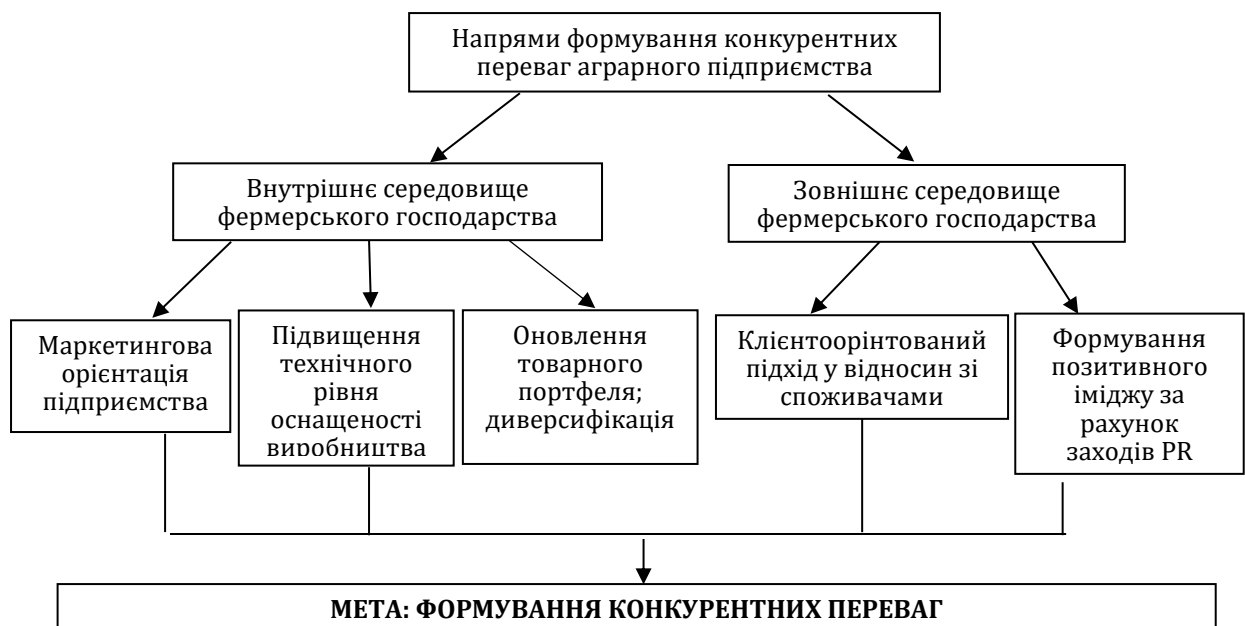 Напрями формування конкурентних
переваг аграрного підприємства
Внутрішнє середовище
фермерського господарства
Зовнішнє середовище
фермерського господарства
Маркетингова
орієнтація
підприємства
Підвищення
технічного
рівня
оснащеності
виробництва
Оновлення
товарного
портфеля;
диверсифікація
Клієнтоорінтований
підхід у відносин зі
споживачами
Формування
позитивного
іміджу за
рахунок
заходів PR
МЕТА: ФОРМУВАННЯ КОНКУРЕНТНИХ ПЕРЕВАГ